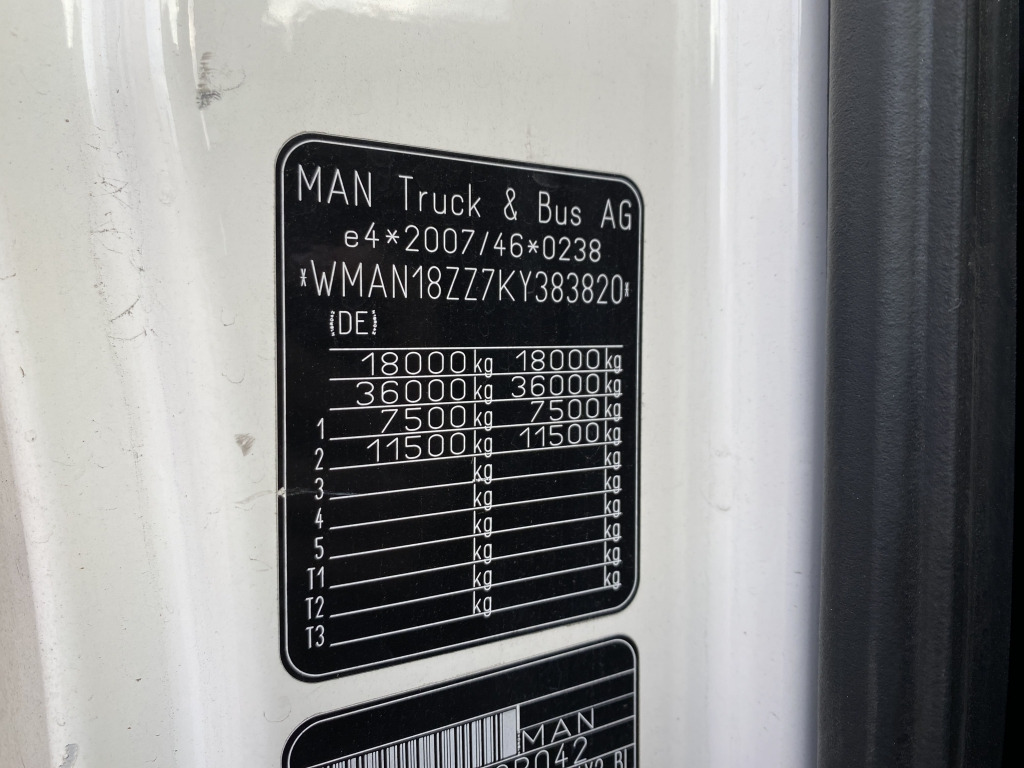 MAN Truck & Bus AG
e4*2007/46*0238
*WMAN18ZZ7KY383820*
(DE)
18000 kg 18000 kg
36000 kg 36000 kg
1 7500 kg 7500 kg
2 11500 kg 11500 kg
3 kg kg
4 kg kg
5 kg kg
T1 kg kg
T2 kg kg
T3 kg
MAN